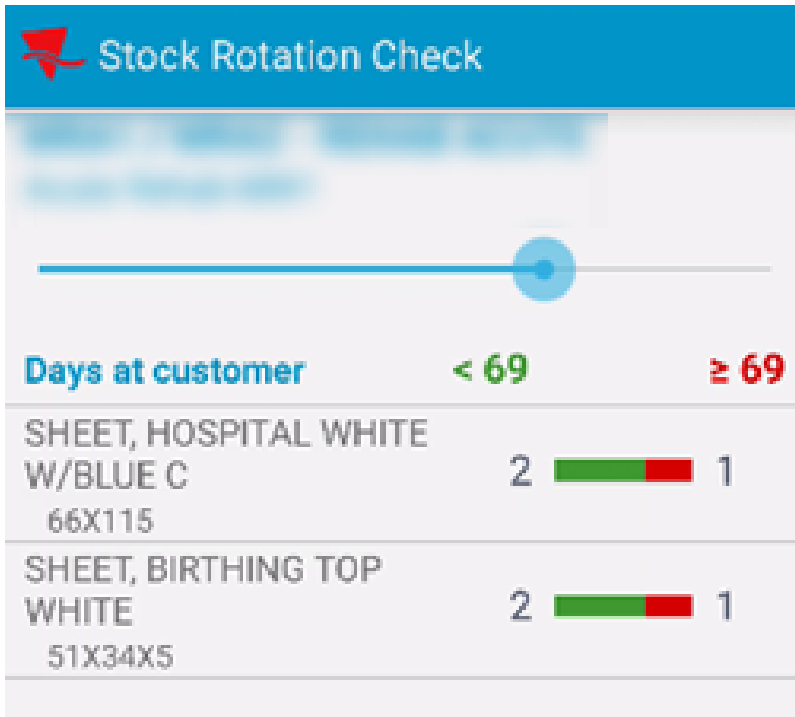 Stock Rotation Check
Days at customer < 69 ≥ 69
SHEET, HOSPITAL WHITE
W/BLUE C
2 1
66X115
SHEET, BIRTHING TOP
WHITE
2 1
51X34X5